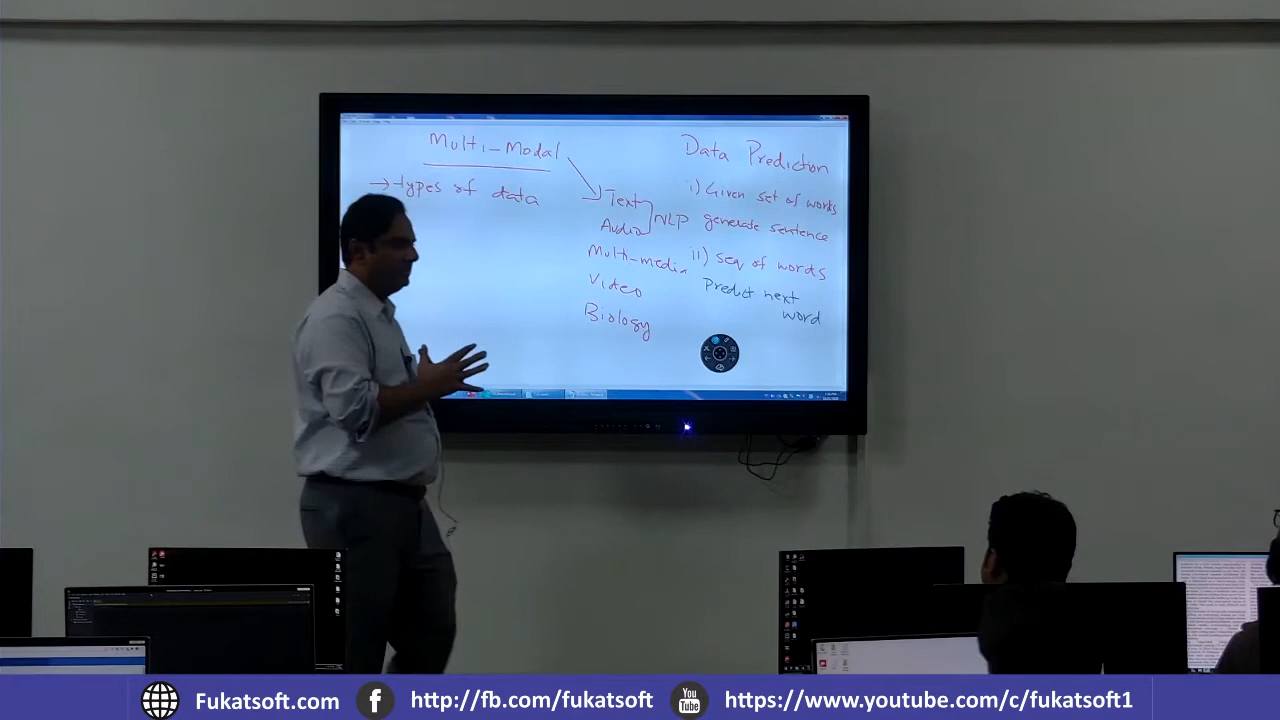 Multi-Modal
→ types of data
Text
Audio
NLP
Multi-media
Video
Biology
Data Prediction
i) Given set of words
generate sentence
ii) seq of words
Predict next
word
Fukatsoft.com
http://fb.com/fukatsoft
You Tube
https://www.youtube.com/c/fukatsoft1